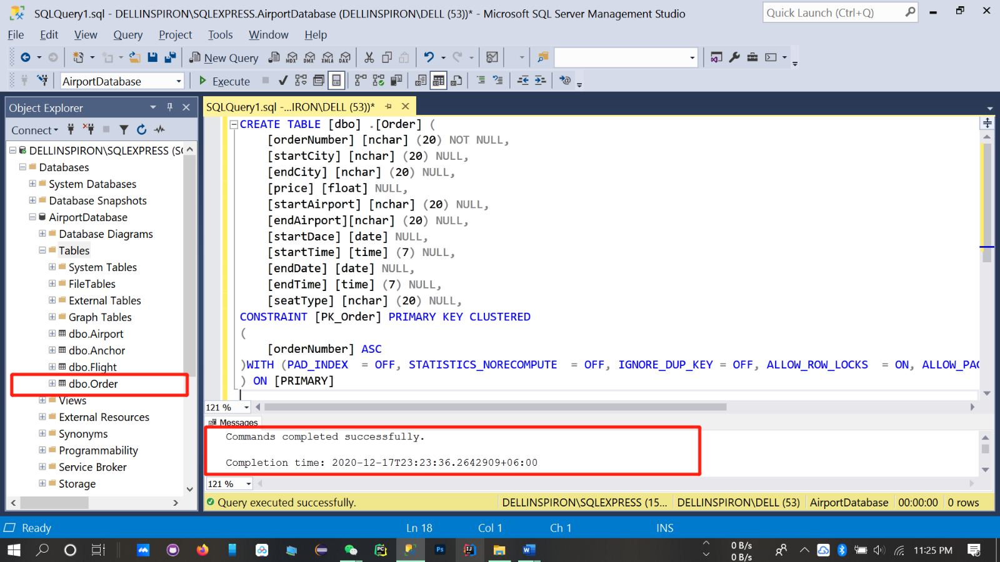 SQLQuery1.sql - DELLINSPIRON\SQLEXPRESS.AirportDatabase (DELLINSPIRON\DELL (53))* - Microsoft SQL Server Management Studio
Quick Launch (Ctrl+Q)
File Edit View Query Project Tools Window Help
New Query MDX DMX XMLA DAX
AirportDatabase Execute
Object Explorer
Connect
DELLINSPIRON\SQLEXPRESS (S
Databases
System Databases
Database Snapshots
AirportDatabase
Database Diagrams
Tables
System Tables
FileTables
External Tables
Graph Tables
dbo.Airport
dbo.Anchor
dbo.Flight
dbo.Order
Views
External Resources
Synonyms
Programmability
Service Broker
Storage
SQLQuery1.sql -...IRON\DELL (53))*
CREATE TABLE [dbo] .[Order] (
[orderNumber] [nchar] (20) NOT NULL,
[startCity] [nchar] (20) NULL,
[endCity] [nchar] (20) NULL,
[price] [float] NULL,
[startAirport] [nchar] (20) NULL,
[endAirport][nchar] (20) NULL,
[startDace] [date] NULL,
[startTime] [time] (7) NULL,
[endDate] [date] NULL,
[endTime] [time] (7) NULL,
[seatType] [nchar] (20) NULL,
CONSTRAINT [PK_Order] PRIMARY KEY CLUSTERED
(
[orderNumber] ASC
)WITH (PAD_INDEX = OFF, STATISTICS_NORECOMPUTE = OFF, IGNORE_DUP_KEY = OFF, ALLOW_ROW_LOCKS = ON, ALLOW_PAG
) ON [PRIMARY]
121 %
Messages
Commands completed successfully.
Completion time: 2020-12-17T23:23:36.2642909+06:00
121 %
Query executed successfully. DELLINSPIRON\SQLEXPRESS (15... DELLINSPIRON\DELL (53) AirportDatabase 00:00:00 0 rows
Ready Ln 18 Col 1 Ch 1 INS
0 B/s
0 B/s
PC Ps IJ W 11:25 PM